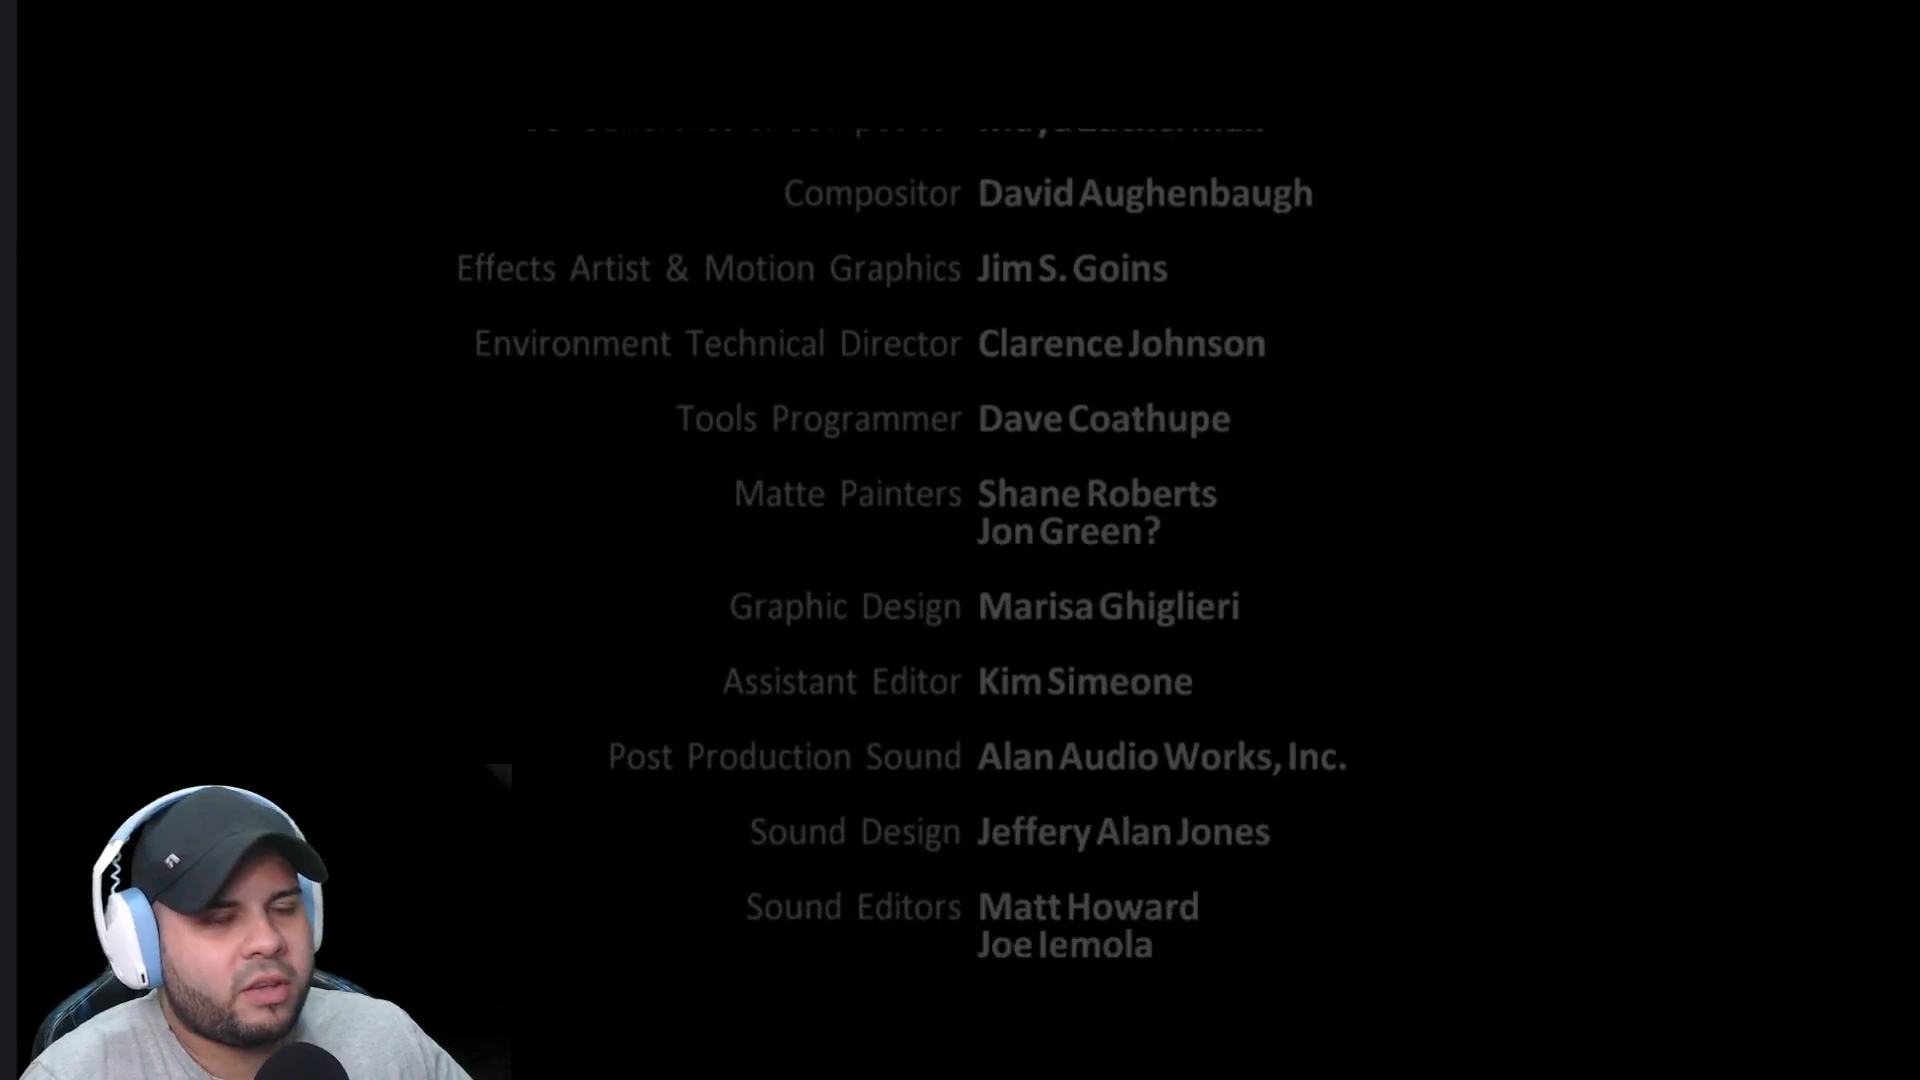 Compositor David Aughenbaugh
Effects Artist & Motion Graphics Jim S. Goins
Environment Technical Director Clarence Johnson
Tools Programmer Dave Coathupe
Matte Painters Shane Roberts
Jon Green?
Graphic Design Marisa Ghiglieri
Assistant Editor Kim Simeone
Post Production Sound Alan Audio Works, Inc.
Sound Design Jeffery Alan Jones
Sound Editors Matt Howard
Joe Iemola